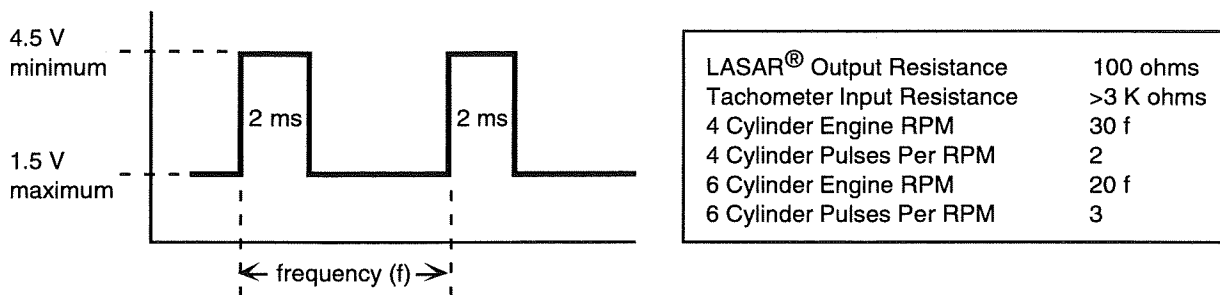 4.5 V
minimum
2 ms
2 ms
1.5 V
maximum
frequency (f)
LASAR® Output Resistance 100 ohms
Tachometer Input Resistance >3 K ohms
4 Cylinder Engine RPM 30 f
4 Cylinder Pulses Per RPM 2
6 Cylinder Engine RPM 20 f
6 Cylinder Pulses Per RPM 3